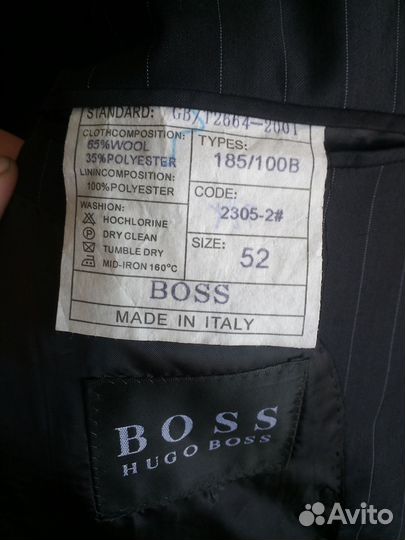 STANDARD: GB/T2664-2001
CLOTHCOMPOSITION:
65%WOOL
35%POLYESTER
LININCOMPOSITION:
100%POLYESTER
TYPES:
185/100B
CODE:
2305-2#
WASHION:
HOCHLORINE
DRY CLEAN
TUMBLE DRY
MID-IRON 160°C
SIZE: 52
BOSS
MADE IN ITALY
BOSS
HUGO BOSS
Avito